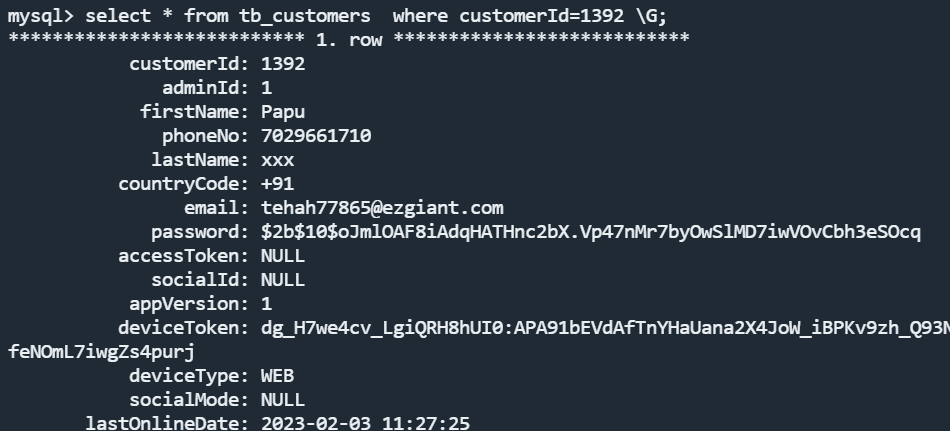 mysql> select * from tb_customers  where customerId=1392 \G;
*************************** 1. row ***************************
customerId: 1392
adminId: 1
firstName: Papu
phoneNo: 7029661710
lastName: xxx
countryCode: +91
email: tehah77865@ezgiant.com
password: $2b$10$oJmlOAF8iAdqHATHnc2bX.Vp47nMr7byOwSlMD7iwVOvCbh3eSOcq
accessToken: NULL
socialId: NULL
appVersion: 1
deviceToken: dg_H7we4cv_LgiQRH8hUI0:APA91bEVdAfTnYHaUana2X4JoW_iBPKv9zh_Q93N
feNOmL7iwgZs4purj
deviceType: WEB
socialMode: NULL
lastOnlineDate: 2023-02-03 11:27:25